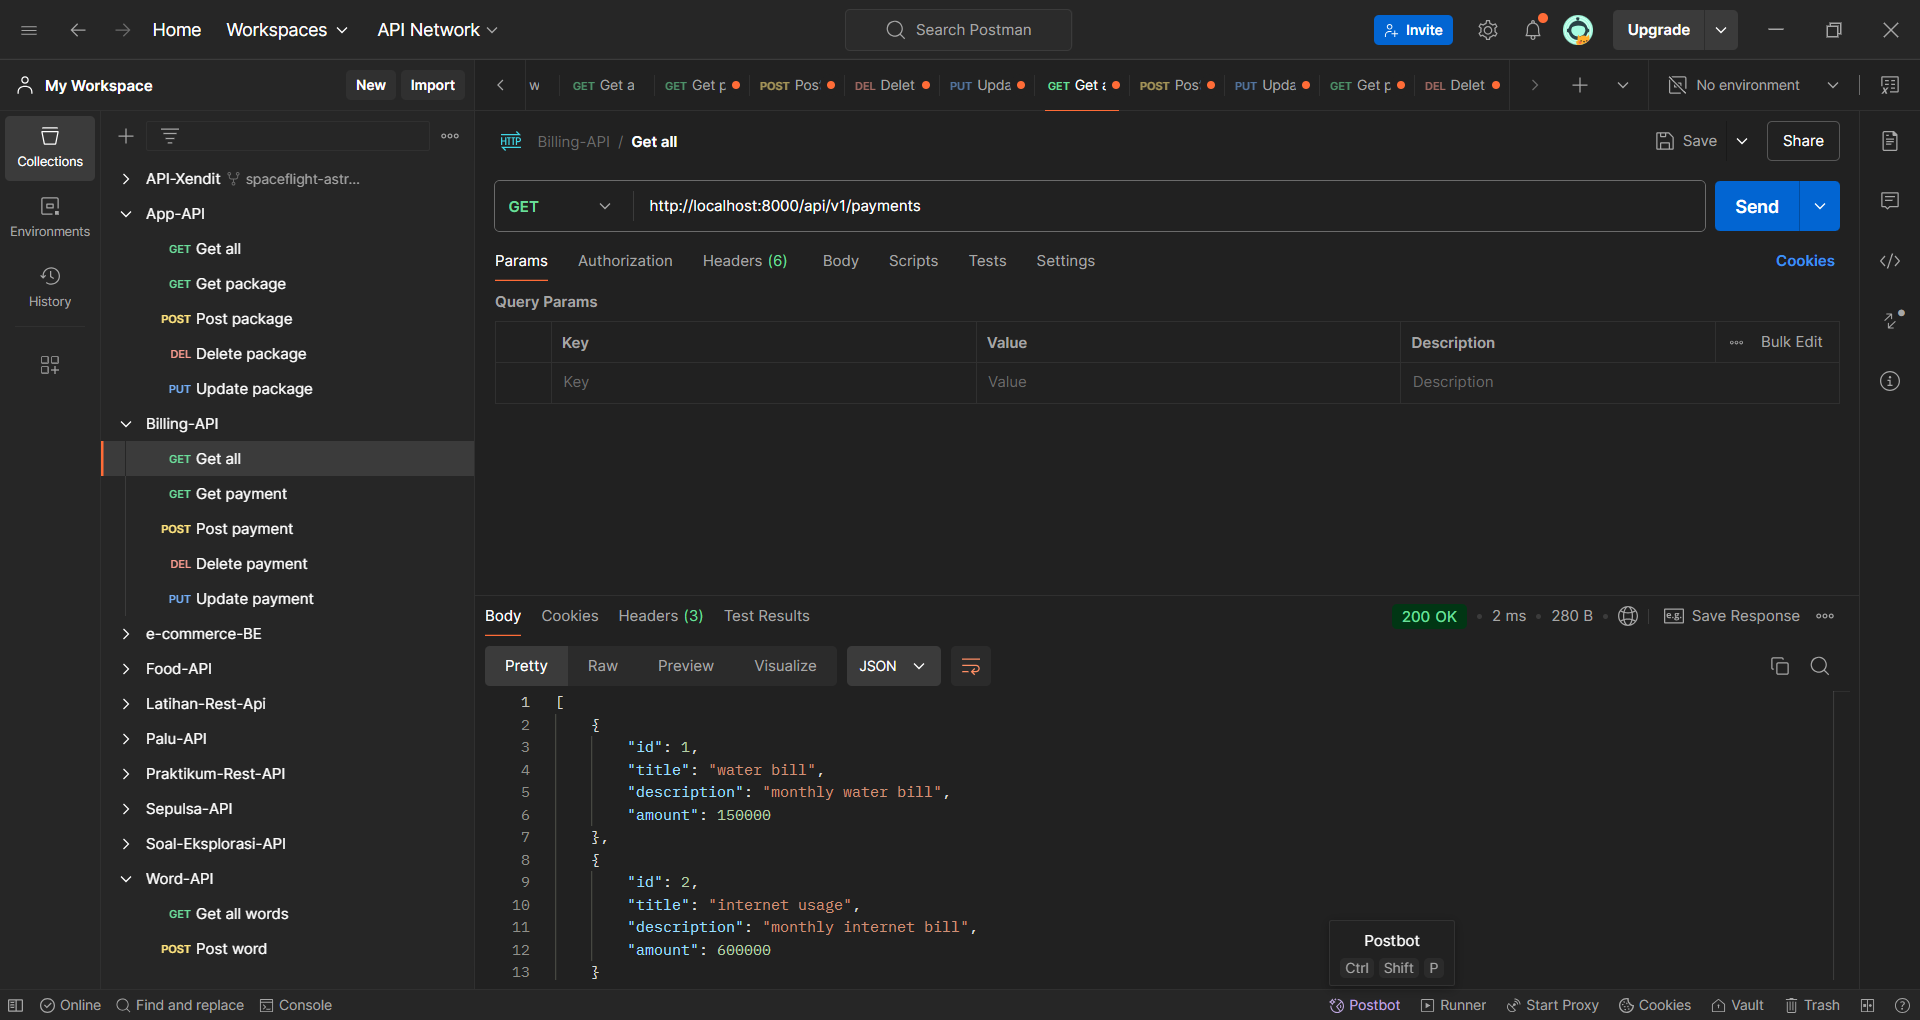 Home Workspaces API Network Search Postman Invite Upgrade
My Workspace New Import
w GET Get a GET Get p POST Pos DEL Delet PUT Upda GET Get a POST Pos PUT Upda GET Get p DEL Delet No environment
Collections
Environments
History
API-Xendit spaceflight-astr...
App-API
GET Get all
GET Get package
POST Post package
DEL Delete package
PUT Update package
Billing-API
GET Get all
GET Get payment
POST Post payment
DEL Delete payment
PUT Update payment
e-commerce-BE
Food-API
Latihan-Rest-Api
Palu-API
Praktikum-Rest-API
Sepulsa-API
Soal-Eksplorasi-API
Word-API
GET Get all words
POST Post word
HTTP Billing-API / Get all Save Share
GET http://localhost:8000/api/v1/payments Send
Params Authorization Headers (6) Body Scripts Tests Settings Cookies
Query Params
Key Value Description Bulk Edit
Key Value Description
Body Cookies Headers (3) Test Results 200 OK 2 ms 280 B e.g. Save Response
Pretty Raw Preview Visualize JSON
1 [
2 {
3 "id": 1,
4 "title": "water bill",
5 "description": "monthly water bill",
6 "amount": 150000
7 },
8 {
9 "id": 2,
10 "title": "internet usage",
11 "description": "monthly internet bill",
12 "amount": 600000
13 }
Postbot
Ctrl Shift P
Online Find and replace Console Postbot Runner Start Proxy Cookies Vault Trash